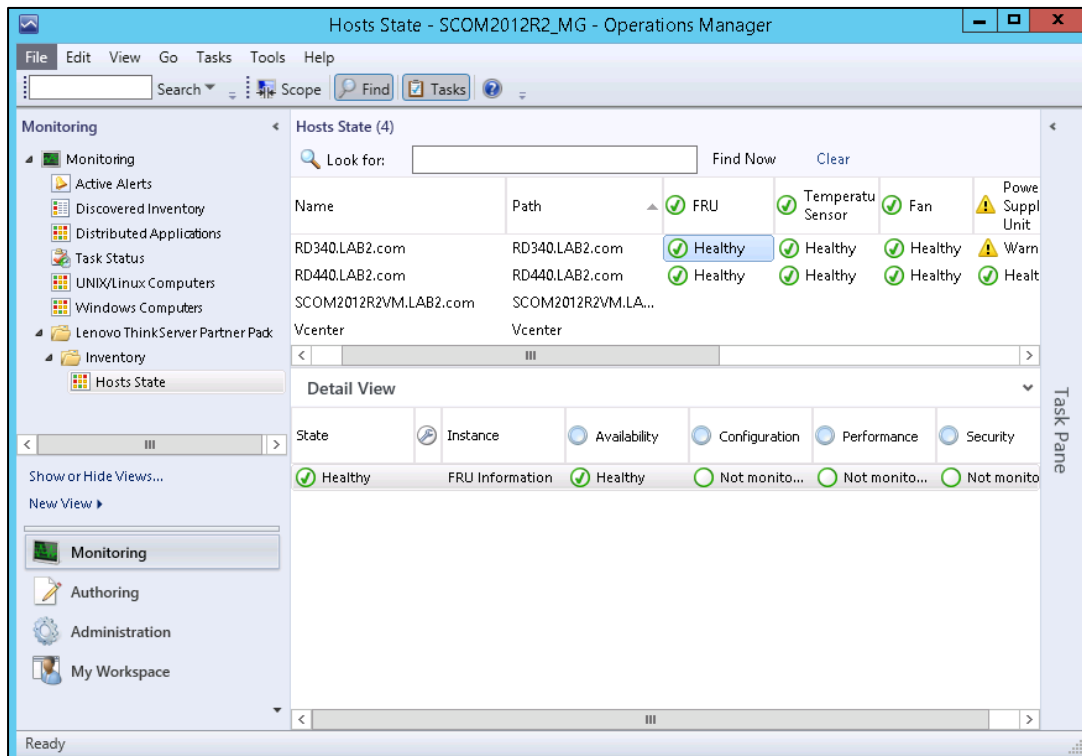 Hosts State - SCOM2012R2_MG - Operations Manager
File Edit View Go Tasks Tools Help
Search Scope Find Tasks
Monitoring
Monitoring
Active Alerts
Discovered Inventory
Distributed Applications
Task Status
UNIX/Linux Computers
Windows Computers
Lenovo ThinkServer Partner Pack
Inventory
Hosts State
Show or Hide Views...
New View
Monitoring
Authoring
Administration
My Workspace
Hosts State (4)
Look for: Find Now Clear
Name Path FRU Temperatu Sensor Fan Powe Suppl Unit
RD340.LAB2.com RD340.LAB2.com Healthy Healthy Healthy Warn
RD440.LAB2.com RD440.LAB2.com Healthy Healthy Healthy Healt
SCOM2012R2VM.LAB2.com SCOM2012R2VM.LA...
Vcenter Vcenter
Detail View
State Instance Availability Configuration Performance Security
Healthy FRU Information Healthy Not monito... Not monito... Not monito
Task Pane
Ready